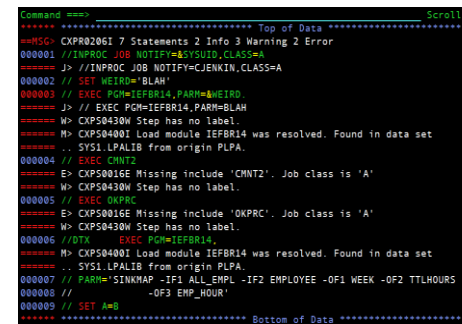 Command ===> Scroll
****** ******************************** Top of Data ********************************
==MSG> CXPR0206I 7 Statements 2 Info 3 Warning 2 Error
000001 //INPROC JOB NOTIFY=&SYSUID,CLASS=A
====== J> //INPROC JOB NOTIFY=CJENKIN,CLASS=A
000002 // SET WEIRD='BLAH'
000003 // EXEC PGM=IEFBR14,PARM=&WEIRD.
====== J> // EXEC PGM=IEFBR14,PARM=BLAH
====== W> CXPS0430W Step has no label.
====== M> CXPS0400I Load module IEFBR14 was resolved. Found in data set
====== .. SYS1.LPALIB from origin PLPA.
000004 // EXEC CMNT2
====== E> CXPS0016E Missing include 'CMNT2'. Job class is 'A'
====== W> CXPS0430W Step has no label.
000005 // EXEC OKPRC
====== E> CXPS0016E Missing include 'OKPRC'. Job class is 'A'
====== W> CXPS0430W Step has no label.
000006 //DTX EXEC PGM=IEFBR14,
====== M> CXPS0400I Load module IEFBR14 was resolved. Found in data set
====== .. SYS1.LPALIB from origin PLPA.
000007 // PARM='SINKMAP -IF1 ALL_EMPL -IF2 EMPLOYEE -OF1 WEEK -OF2 TTLHOURS
000008 // -OF3 EMP_HOUR'
000009 // SET A=B
****** ******************************* Bottom of Data ******************************